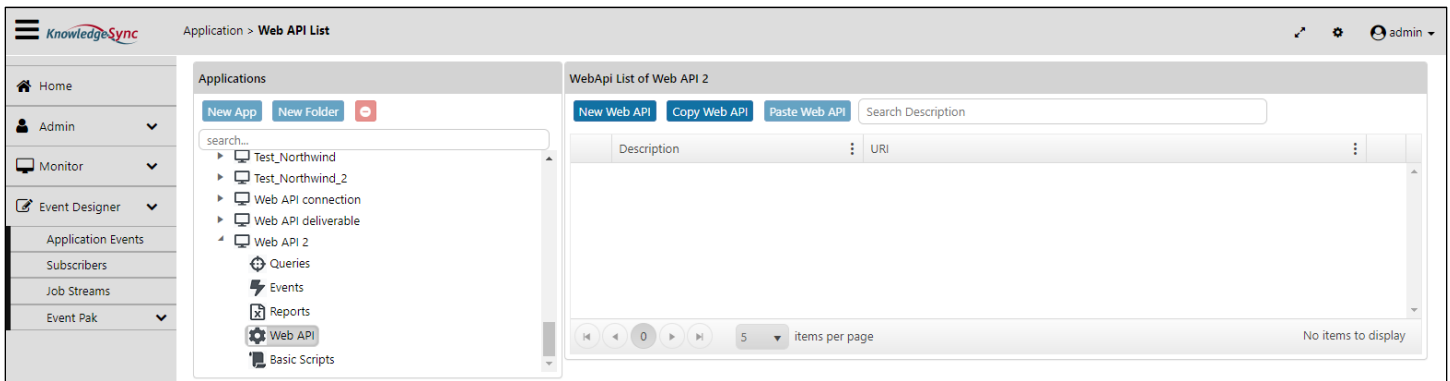 KnowledgeSync
Application > Web API List
admin
Home
Admin
Monitor
Event Designer
Application Events
Subscribers
Job Streams
Event Pak
Applications
New App New Folder
search...
Test_Northwind
Test_Northwind_2
Web API connection
Web API deliverable
Web API 2
Queries
Events
Reports
Web API
Basic Scripts
WebApi List of Web API 2
New Web API Copy Web API Paste Web API Search Description
Description URI
0 5 items per page No items to display